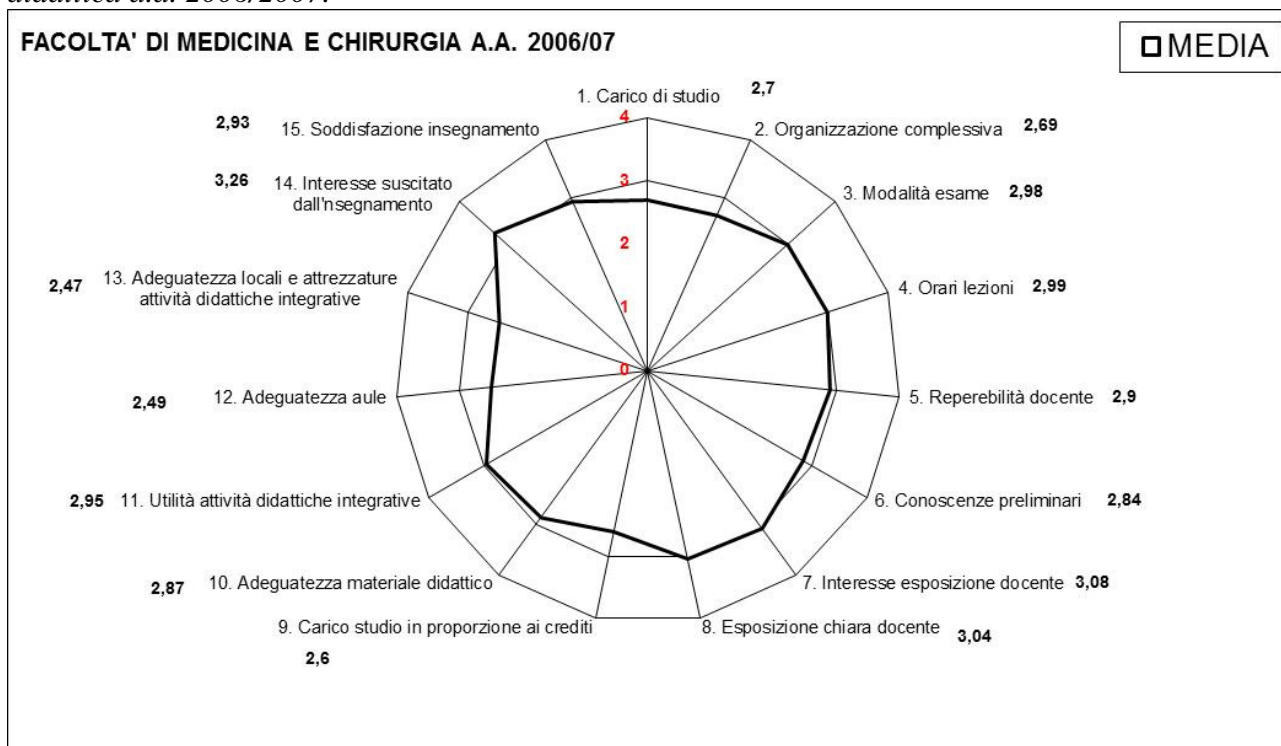 didattica a.a. 2006/2007.
FACOLTA' DI MEDICINA E CHIRURGIA A.A. 2006/07
MEDIA
1. Carico di studio 2,7
2. Organizzazione complessiva 2,69
3. Modalità esame 2,98
4. Orari lezioni 2,99
5. Reperebilità docente 2,9
6. Conoscenze preliminari 2,84
7. Interesse esposizione docente 3,08
8. Esposizione chiara docente 3,04
9. Carico studio in proporzione ai crediti
2,6
2,87 10. Adeguatezza materiale didattico
2,95 11. Utilità attività didattiche integrative
2,49 12. Adeguatezza aule
2,47 13. Adeguatezza locali e attrezzature
attività didattiche integrative
3,26 14. Interesse suscitato
dall'nsegnamento
2,93 15. Soddisfazione insegnamento
4
3
2
1
0